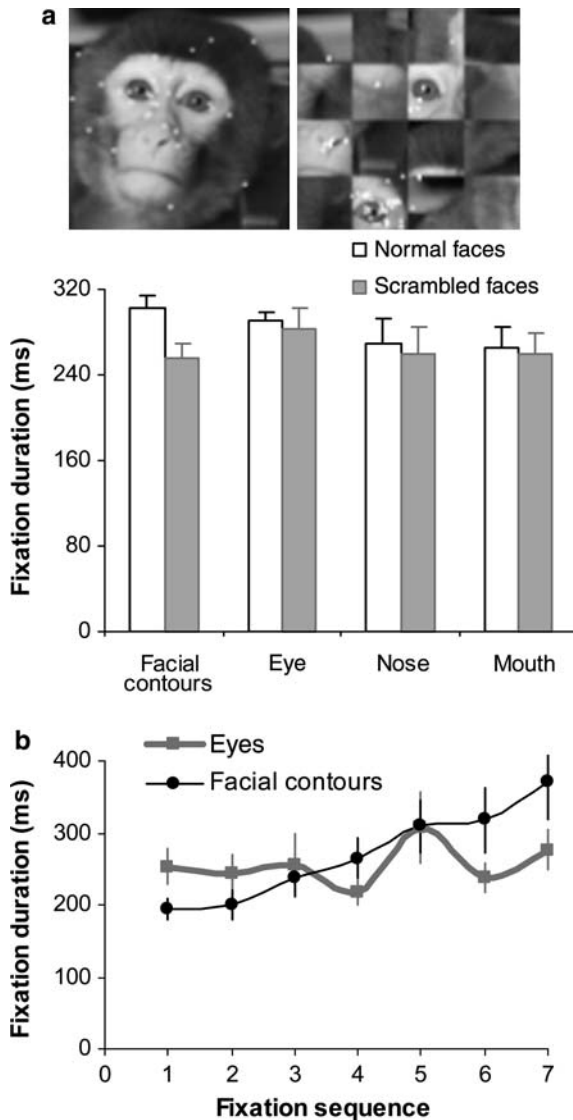 a
Normal faces
Scrambled faces
Fixation duration (ms)
320
240
160
80
0
Facial contours
Eye
Nose
Mouth
b
Eyes
Facial contours
Fixation duration (ms)
400
300
200
100
0
1 2 3 4 5 6 7
Fixation sequence